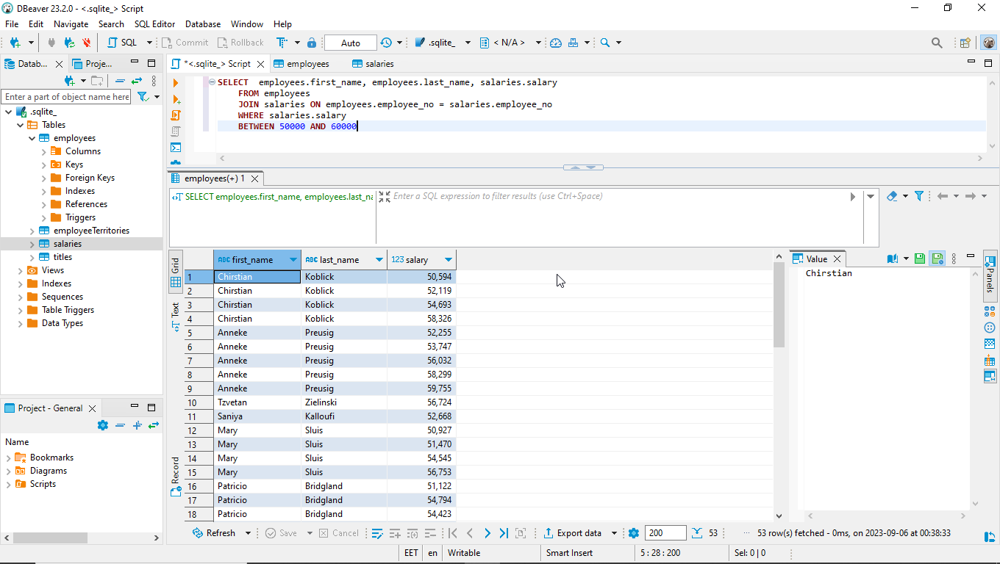 DBeaver 23.2.0 - <.sqlite_> Script
File Edit Navigate Search SQL Editor Database Window Help
SQL Commit Rollback Auto .sqlite_ < N/A >
Datab... Proje...
*<.sqlite_> Script employees salaries
Enter a part of object name here
.sqlite_
Tables
employees
Columns
Keys
Foreign Keys
Indexes
References
Triggers
employeeTerritories
salaries
titles
Views
Indexes
Sequences
Table Triggers
Data Types
Project - General
Name
Bookmarks
Diagrams
Scripts
SELECT employees.first_name, employees.last_name, salaries.salary
FROM employees
JOIN salaries ON employees.employee_no = salaries.employee_no
WHERE salaries.salary
BETWEEN 50000 AND 60000
employees(+) 1
SELECT employees.first_name, employees.last_na
Enter a SQL expression to filter results (use Ctrl+Space)
Grid
Text
Record
ABC first_name ABC last_name 123 salary
1 Chirstian Koblick 50,594
2 Chirstian Koblick 52,119
3 Chirstian Koblick 54,693
4 Chirstian Koblick 58,326
5 Anneke Preusig 52,255
6 Anneke Preusig 53,747
7 Anneke Preusig 56,032
8 Anneke Preusig 58,299
9 Anneke Preusig 59,755
10 Tzvetan Zielinski 56,724
11 Saniya Kalloufi 52,668
12 Mary Sluis 50,927
13 Mary Sluis 51,470
14 Mary Sluis 54,545
15 Mary Sluis 56,753
16 Patricio Bridgland 51,122
17 Patricio Bridgland 54,794
18 Patricio Bridgland 54,423
Value
Chirstian
Panels
Refresh Save Cancel Export data 200 53 ... 53 row(s) fetched - 0ms, on 2023-09-06 at 00:38:33
EET en Writable Smart Insert 5 : 28 : 200 Sel: 0 | 0